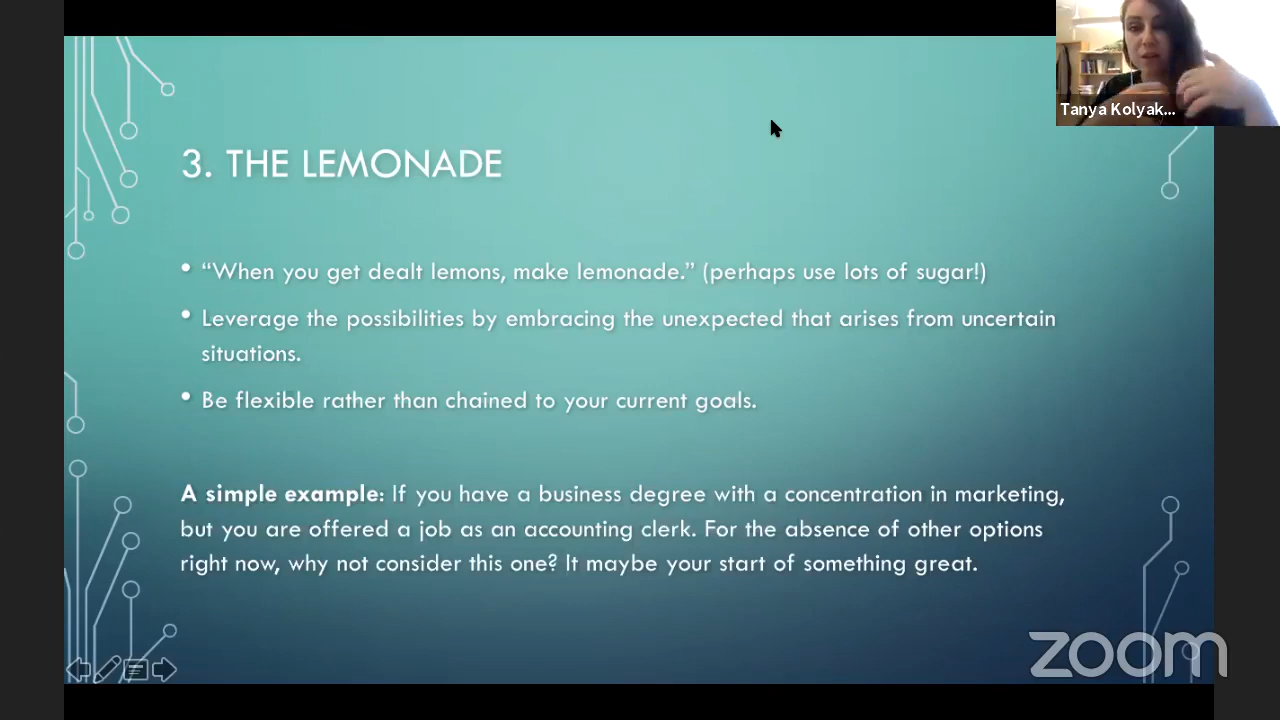 Tanya Kolyak...
3. THE LEMONADE
• “When you get dealt lemons, make lemonade.” (perhaps use lots of sugar!)
• Leverage the possibilities by embracing the unexpected that arises from uncertain
situations.
• Be flexible rather than chained to your current goals.
A simple example: If you have a business degree with a concentration in marketing,
but you are offered a job as an accounting clerk. For the absence of other options
right now, why not consider this one? It maybe your start of something great.
zoom